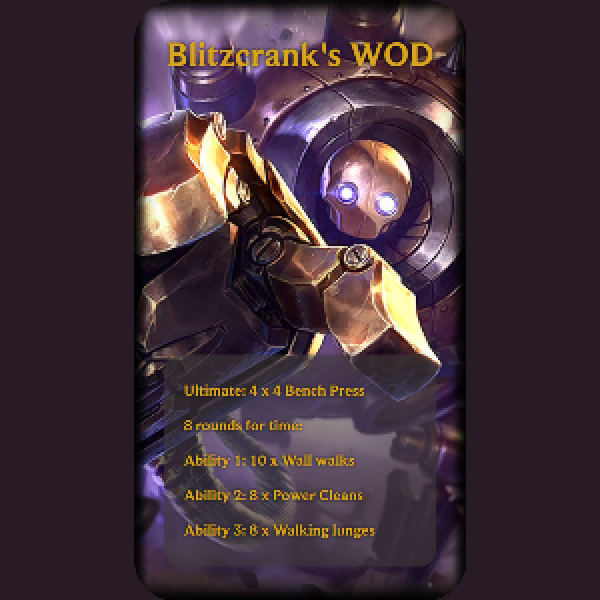 Blitzcrank's WOD
Ultimate: 4 x 4 Bench Press
8 rounds for time:
Ability 1: 10 x Wall walks
Ability 2: 8 x Power Cleans
Ability 3: 8 x Walking lunges